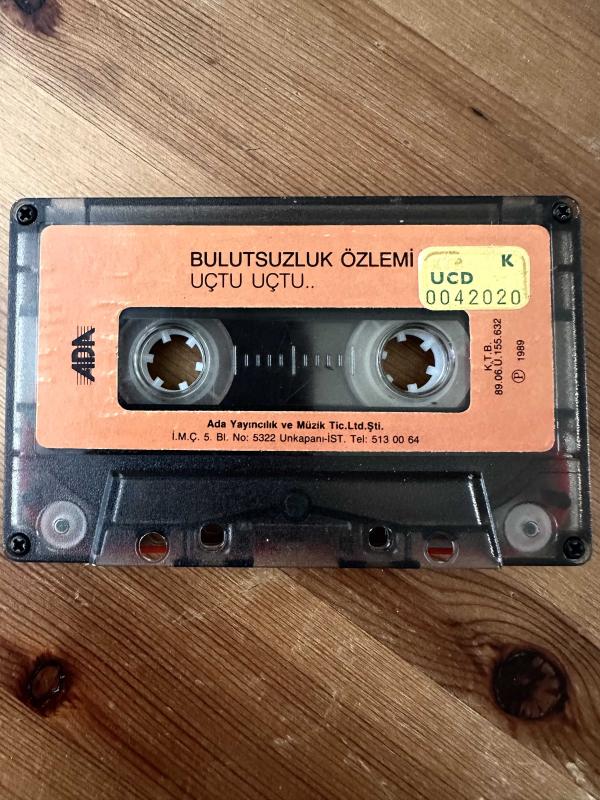 BULUTSUZLUK ÖZLEMİ
UÇTU UÇTU..
K
UCD
0042020
ADA
K.T.B.
89.06.Ü.155.632
Ⓟ 1989
Ada Yayıncılık ve Müzik Tic.Ltd.Şti.
İ.M.Ç. 5. Bl. No: 5322 Unkapanı-İST. Tel: 513 00 64